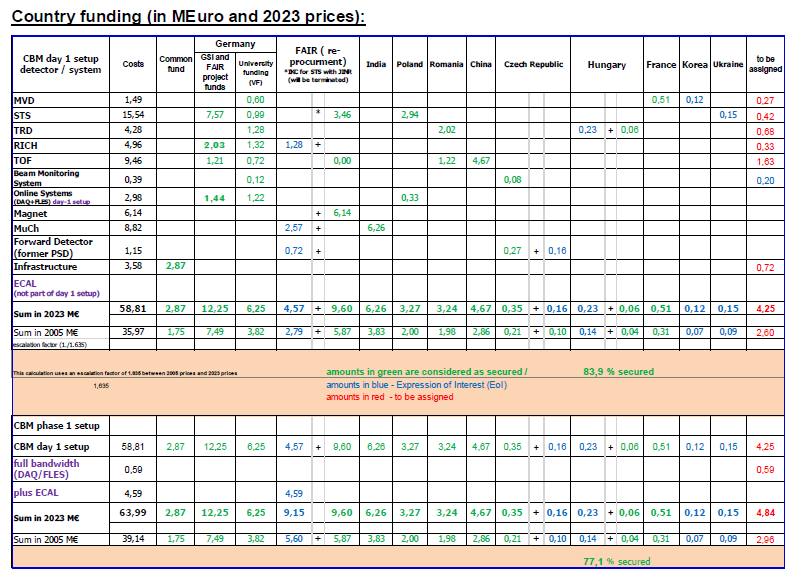 Country funding (in MEuro and 2023 prices):
CBM day 1 setup detector / system Costs Common fund Germany GSI and FAIR project funds University funding (VF) FAIR ( re-procurment) *IKC for STS with JINR (will be terminated) India Poland Romania China Czech Republic Hungary France Korea Ukraine to be assigned
MVD 1,49 0,60 0,51 0,12 0,27
STS 15,54 7,57 0,99 * 3,46 2,94 0,15 0,42
TRD 4,28 1,28 2,02 0,23 + 0,06 0,68
RICH 4,96 2,03 1,32 1,28 + 0,33
TOF 9,46 1,21 0,72 0,00 1,22 4,67 1,63
Beam Monitoring System 0,39 0,12 0,08 0,20
Online Systems (DAQ+FLES) day-1 setup 2,98 1,44 1,22 0,33
Magnet 6,14 + 6,14
MuCh 8,82 2,57 + 6,26
Forward Detector (former PSD) 1,15 0,72 + 0,27 + 0,16
Infrastructure 3,58 2,87 0,72
ECAL (not part of day 1 setup)
Sum in 2023 M€ 58,81 2,87 12,25 6,25 4,57 + 9,60 6,26 3,27 3,24 4,67 0,35 + 0,16 0,23 + 0,06 0,51 0,12 0,15 4,25
Sum in 2005 M€ 35,97 1,75 7,49 3,82 2,79 + 5,87 3,83 2,00 1,98 2,86 0,21 + 0,10 0,14 + 0,04 0,31 0,07 0,09 2,60
escalation factor (1./1.635)
This calculation uses an escalation factor of 1.635 between 2005 prices and 2023 prices amounts in green are considered as secured / 83,9 % secured
1,635 amounts in blue - Expression of Interest (EoI)
amounts in red - to be assigned
CBM phase 1 setup
CBM day 1 setup 58,81 2,87 12,25 6,25 4,57 + 9,60 6,26 3,27 3,24 4,67 0,35 + 0,16 0,23 + 0,06 0,51 0,12 0,15 4,25
full bandwidth (DAQ/FLES) 0,59 0,59
plus ECAL 4,59 4,59
Sum in 2023 M€ 63,99 2,87 12,25 6,25 9,15 + 9,60 6,26 3,27 3,24 4,67 0,35 + 0,16 0,23 + 0,06 0,51 0,12 0,15 4,84
Sum in 2005 M€ 39,14 1,75 7,49 3,82 5,60 + 5,87 3,83 2,00 1,98 2,86 0,21 + 0,10 0,14 + 0,04 0,31 0,07 0,09 2,96
77,1 % secured